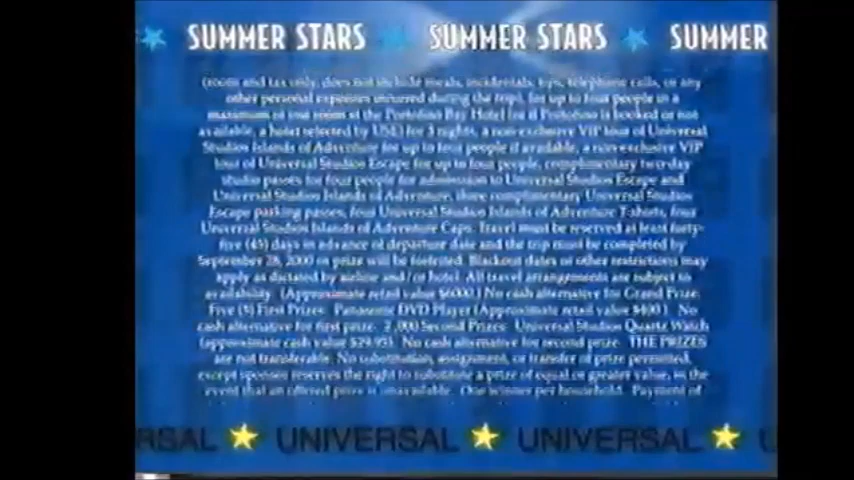 SUMMER STARS SUMMER STARS SUMMER
(room and tax only, does not include meals, incidentals, tips, telephone calls, or any
other personal expenses incurred during the trip), for up to four people in a
maximum of one room at the Portofino Bay Hotel (or if Portofino is booked or not
available, a hotel selected by USE) for 3 nights, a non-exclusive VIP tour of Universal
Studios Islands of Adventure for up to four people if available, a non-exclusive VIP
tour of Universal Studios Escape for up to four people, complimentary two-day
studio passes for four people for admission to Universal Studios Escape and
Universal Studios Islands of Adventure, three complimentary Universal Studios
Escape parking passes, four Universal Studios Islands of Adventure T-shirts, four
Universal Studios Islands of Adventure Caps. Travel must be reserved at least forty-
five (45) days in advance of departure date and the trip must be completed by
September 28, 2000 or prize will be forfeited. Blackout dates or other restrictions may
apply as dictated by airline and/or hotel. All travel arrangements are subject to
availability. (Approximate retail value $6000.) No cash alternative for Grand Prize.
Five (5) First Prizes: Panasonic DVD Player (Approximate retail value $400). No
cash alternative for first prize. 2,000 Second Prizes: Universal Studios Quartz Watch
(approximate cash value $29.95). No cash alternative for second prize. THE PRIZES
are not transferable. No substitution, assignment, or transfer of prize permitted,
except sponsor reserves the right to substitute a prize of equal or greater value, in the
event that an offered prize is unavailable. One winner per household. Payment of
RSAL UNIVERSAL UNIVERSAL U